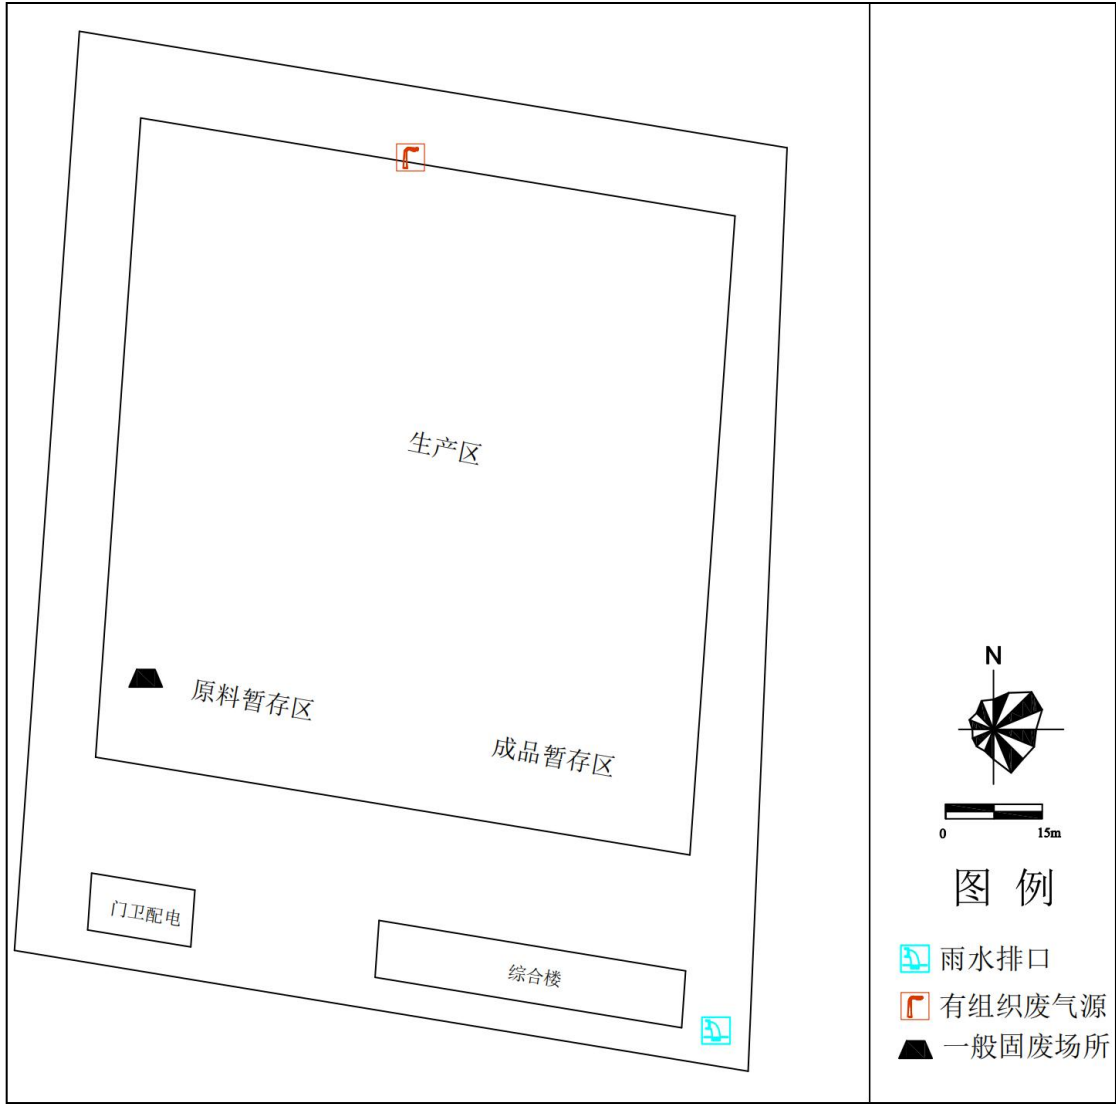 生产区
原料暂存区
成品暂存区
门卫配电
综合楼
N
0 15m
图 例
雨水排口
有组织废气源
一般固废场所